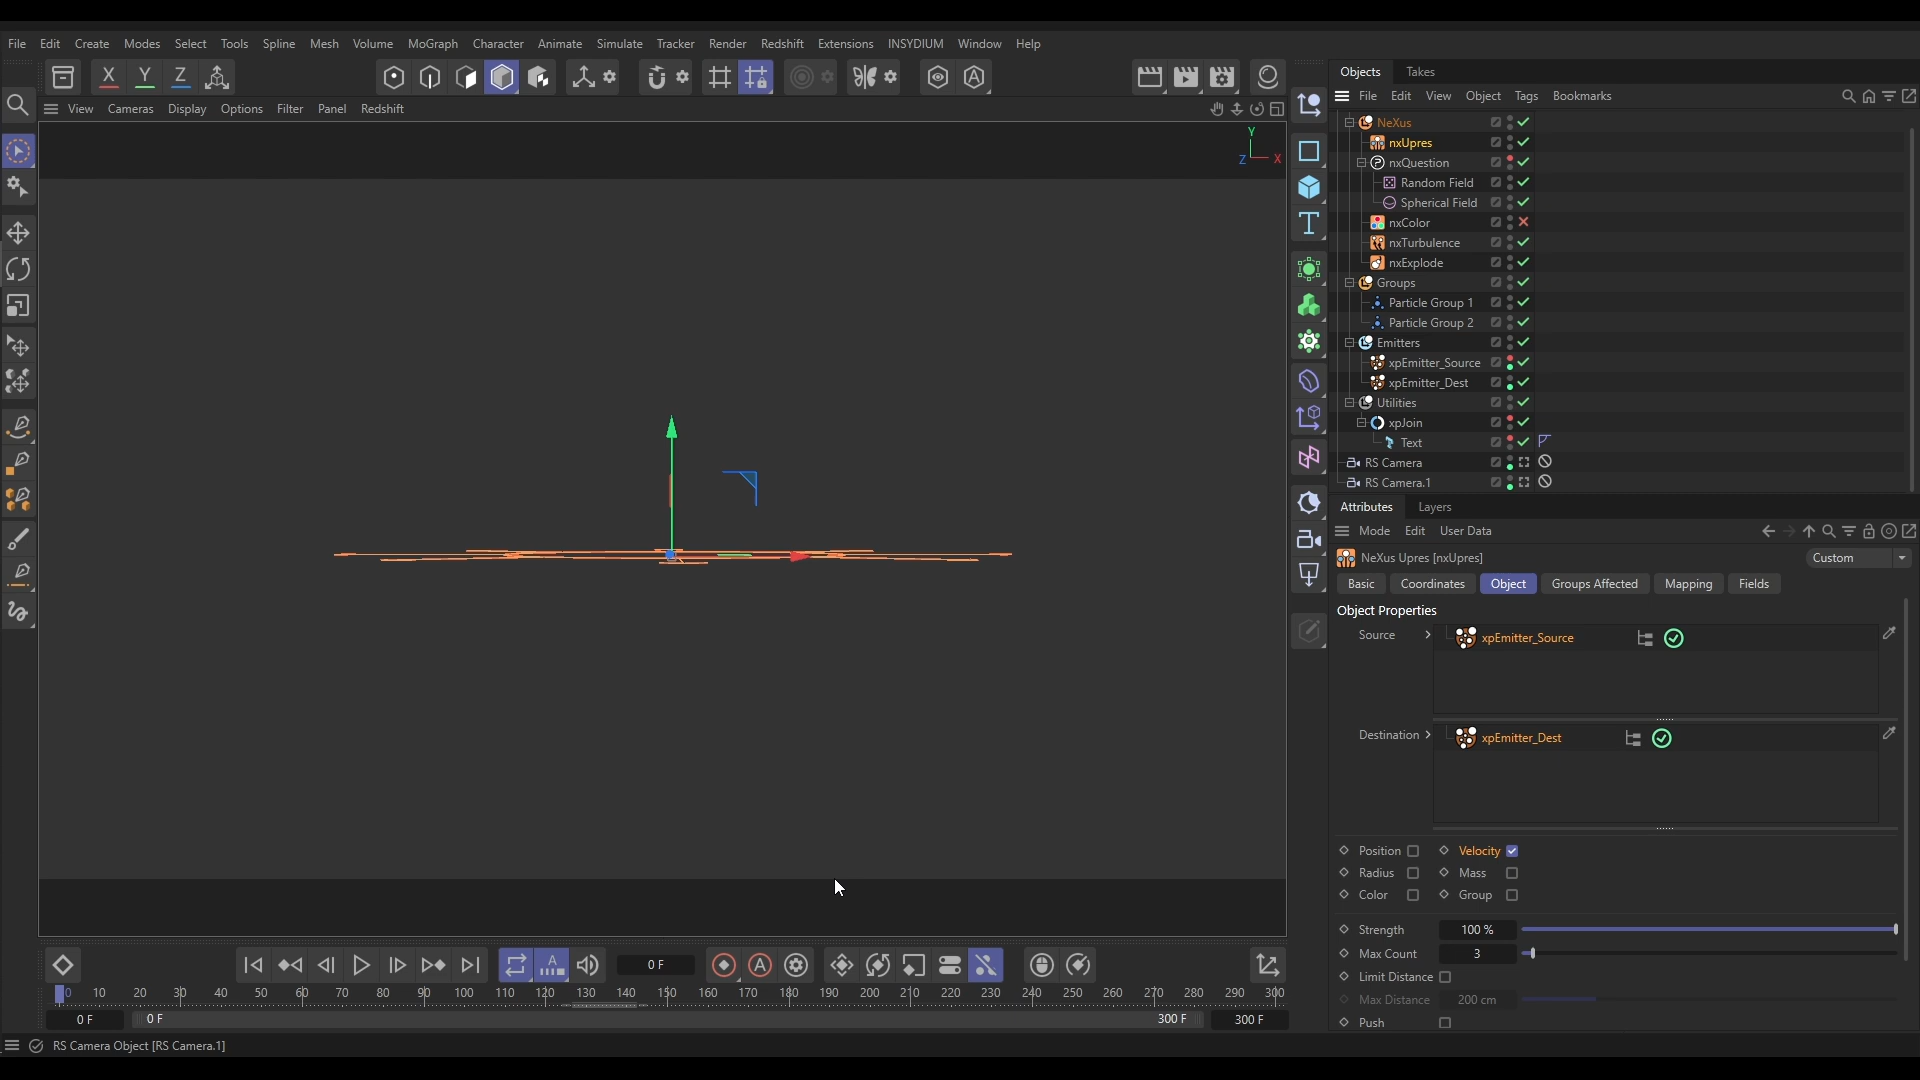 File Edit Create Modes Select Tools Spline Mesh Volume MoGraph Character Animate Simulate Tracker Render Redshift Extensions INSYDIUM Window Help
X Y Z
View Cameras Display Options Filter Panel Redshift
Y
Z X
Objects Takes
File Edit View Object Tags Bookmarks
NeXus
nxUpres
nxQuestion
Random Field
Spherical Field
nxColor
nxTurbulence
nxExplode
Groups
Particle Group 1
Particle Group 2
Emitters
xpEmitter_Source
xpEmitter_Dest
Utilities
xpJoin
Text
RS Camera
RS Camera.1
Attributes Layers
Mode Edit User Data
NeXus Upres [nxUpres] Custom
Basic Coordinates Object Groups Affected Mapping Fields
Object Properties
Source xpEmitter_Source
Destination xpEmitter_Dest
Position Velocity
Radius Mass
Color Group
Strength 100 %
Max Count 3
Limit Distance
Max Distance 200 cm
Push
0 F
0 10 20 30 40 50 60 70 80 90 100 110 120 130 140 150 160 170 180 190 200 210 220 230 240 250 260 270 280 290 300
0 F 0 F 300 F 300 F
RS Camera Object [RS Camera.1]